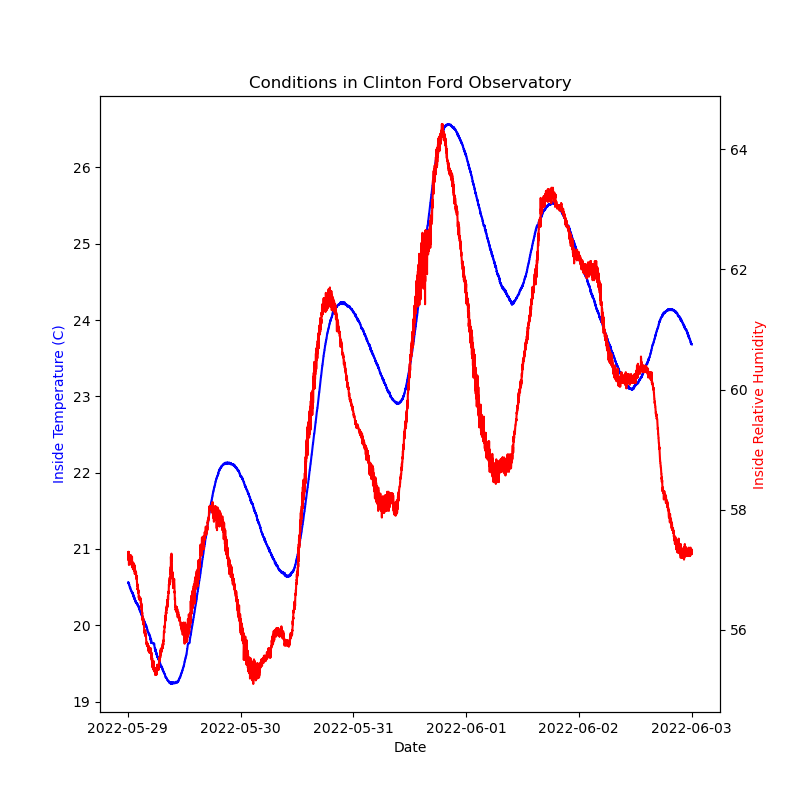 Conditions in Clinton Ford Observatory
26
25
24
23
22
21
20
19
Inside Temperature (C)
64
62
60
58
56
Inside Relative Humidity
2022-05-29 2022-05-30 2022-05-31 2022-06-01 2022-06-02 2022-06-03
Date